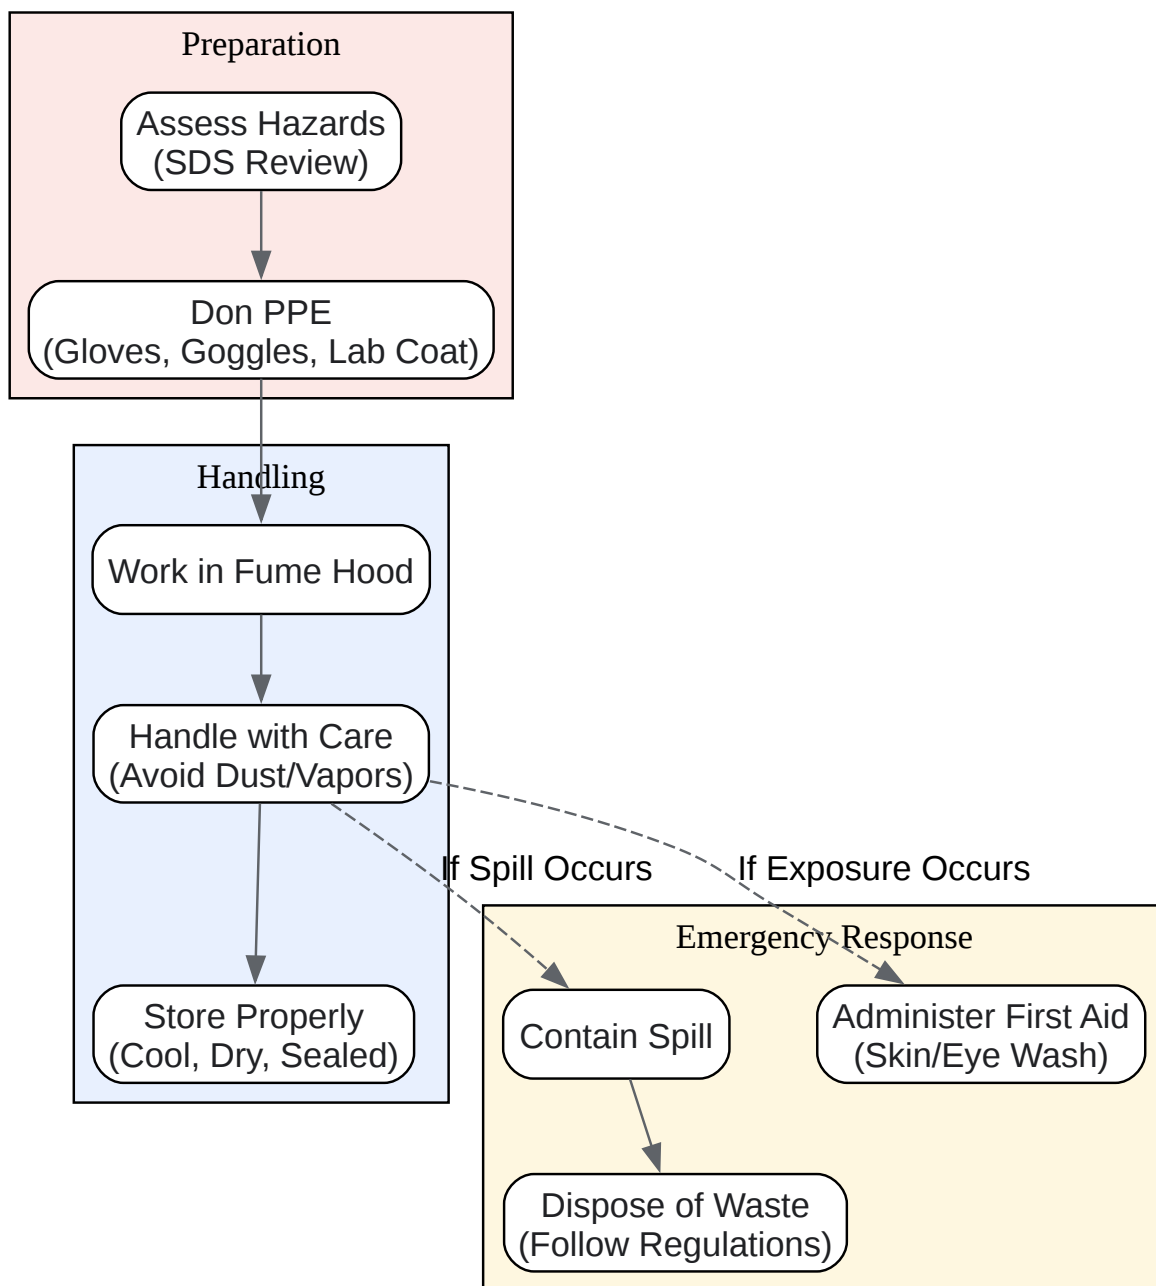 Preparation
Assess Hazards
(SDS Review)
Don PPE
(Gloves, Goggles, Lab Coat)
Handling
Work in Fume Hood
Handle with Care
(Avoid Dust/Vapors)
If Spill Occurs
If Exposure Occurs
Emergency Response
Store Properly
(Cool, Dry, Sealed)
Contain Spill
Administer First Aid
(Skin/Eye Wash)
Dispose of Waste
(Follow Regulations)